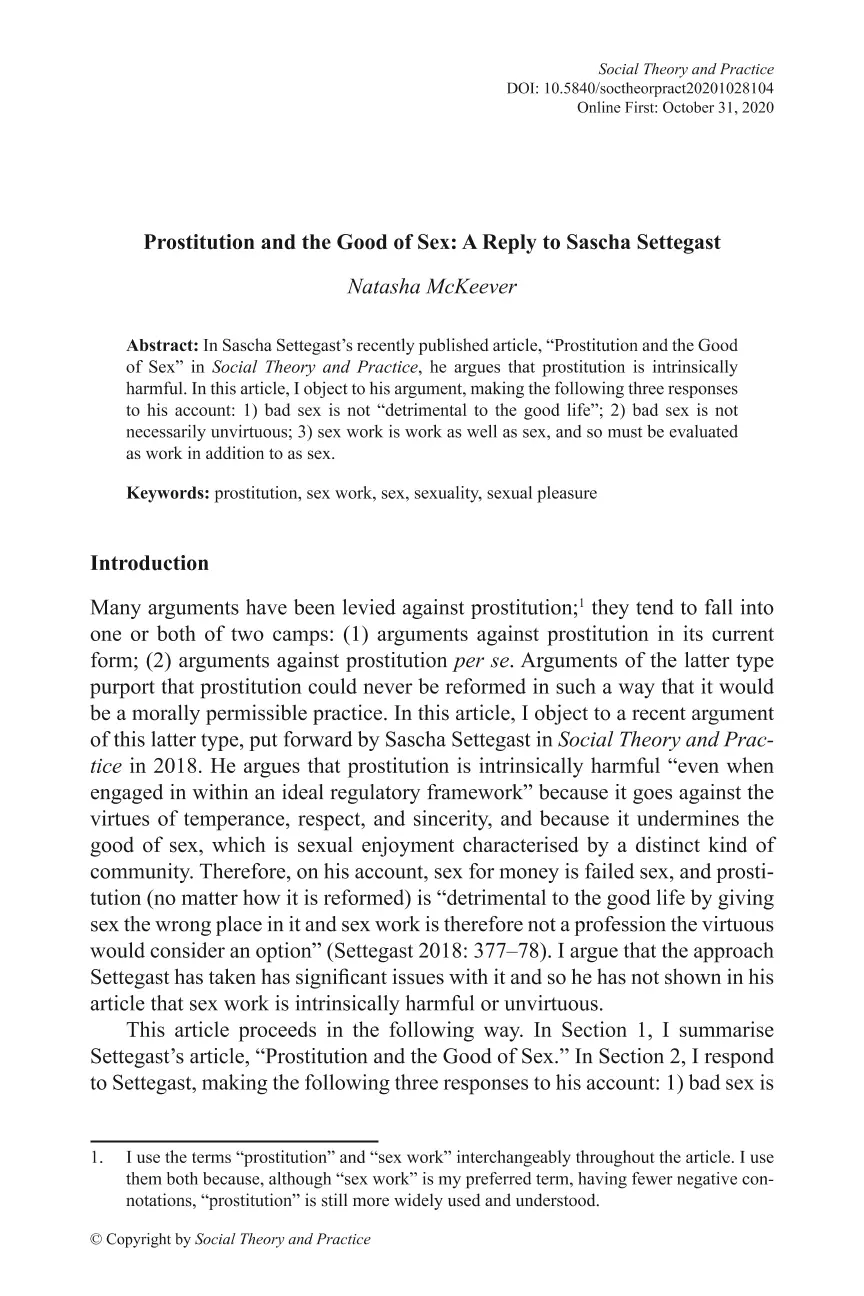 Social Theory and Practice
DOI: 10.5840/soctheorpract20201028104
Online First: October 31, 2020
Prostitution and the Good of Sex: A Reply to Sascha Settegast
Natasha McKeever
Abstract: In Sascha Settegast’s recently published article, “Prostitution and the Good
of Sex” in Social Theory and Practice, he argues that prostitution is intrinsically
harmful. In this article, I object to his argument, making the following three responses
to his account: 1) bad sex is not “detrimental to the good life”; 2) bad sex is not
necessarily unvirtuous; 3) sex work is work as well as sex, and so must be evaluated
as work in addition to as sex.
Keywords: prostitution, sex work, sex, sexuality, sexual pleasure
Introduction
Many arguments have been levied against prostitution;1 they tend to fall into
one or both of two camps: (1) arguments against prostitution in its current
form; (2) arguments against prostitution per se. Arguments of the latter type
purport that prostitution could never be reformed in such a way that it would
be a morally permissible practice. In this article, I object to a recent argument
of this latter type, put forward by Sascha Settegast in Social Theory and Prac-
tice in 2018. He argues that prostitution is intrinsically harmful “even when
engaged in within an ideal regulatory framework” because it goes against the
virtues of temperance, respect, and sincerity, and because it undermines the
good of sex, which is sexual enjoyment characterised by a distinct kind of
community. Therefore, on his account, sex for money is failed sex, and prosti-
tution (no matter how it is reformed) is “detrimental to the good life by giving
sex the wrong place in it and sex work is therefore not a profession the virtuous
would consider an option” (Settegast 2018: 377–78). I argue that the approach
Settegast has taken has significant issues with it and so he has not shown in his
article that sex work is intrinsically harmful or unvirtuous.
This article proceeds in the following way. In Section 1, I summarise
Settegast’s article, “Prostitution and the Good of Sex.” In Section 2, I respond
to Settegast, making the following three responses to his account: 1) bad sex is
1. I use the terms “prostitution” and “sex work” interchangeably throughout the article. I use
them both because, although “sex work” is my preferred term, having fewer negative con-
notations, “prostitution” is still more widely used and understood.
© Copyright by Social Theory and Practice